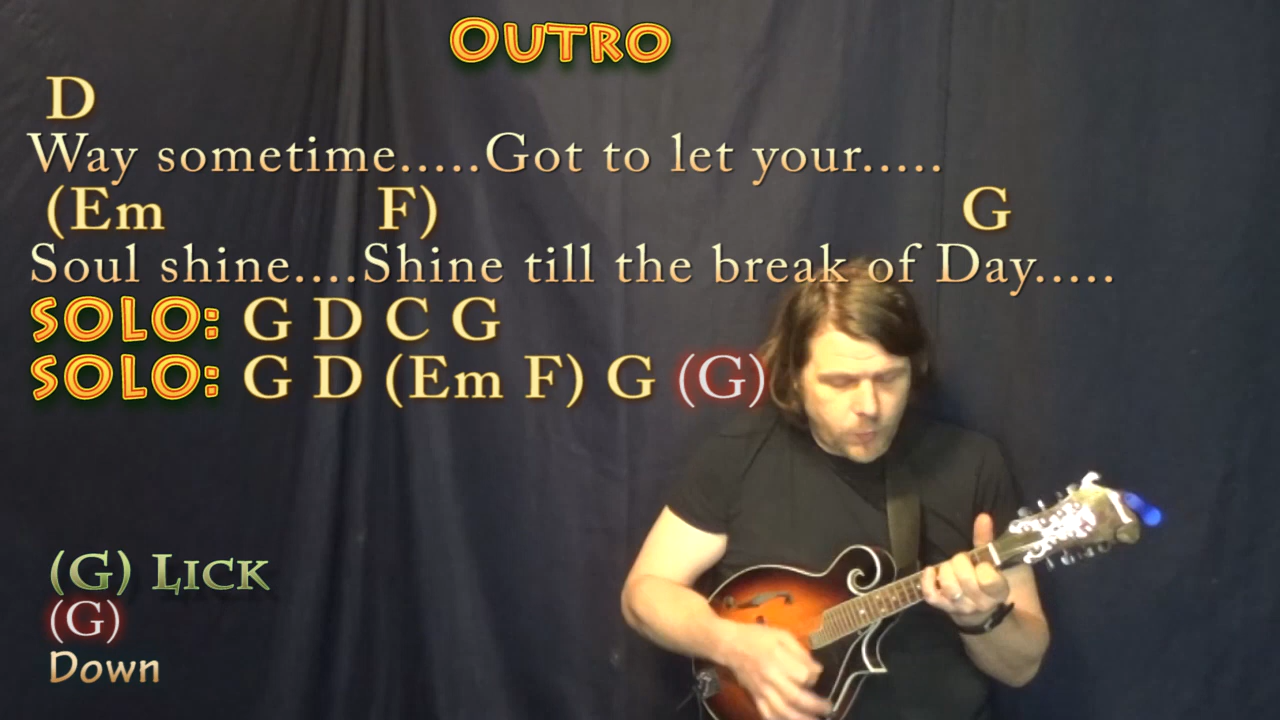 OUTRO
D
Way sometime.....Got to let your.....
(Em F) G
Soul shine....Shine till the break of Day.....
SOLO: G D C G
SOLO: G D (Em F) G (G)
(G) LICK
(G)
Down